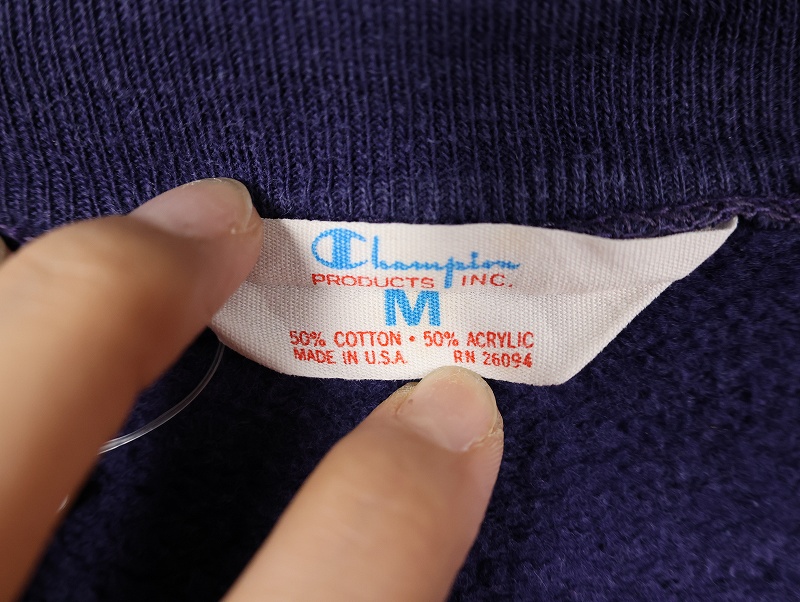 Champion
PRODUCTS INC.
M
50% COTTON • 50% ACRYLIC
MADE IN U.S.A. RN 26094